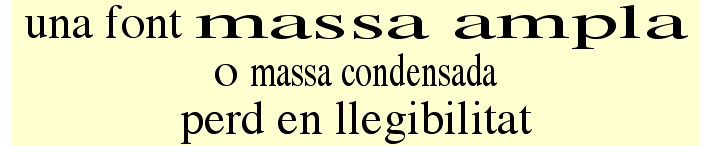 una font massa ampla
o massa condensada
perd en llegibilitat